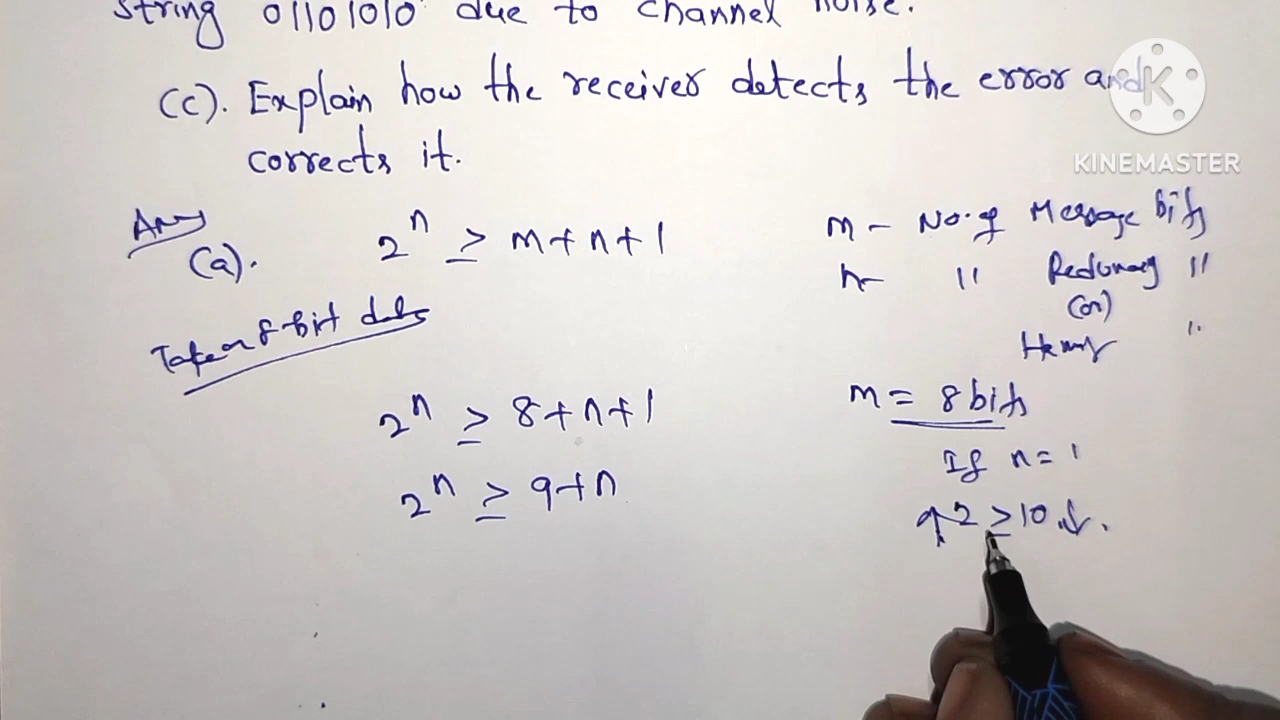 string 01101010 due to channel noise.
(c). Explain how the receiver detects the error and
corrects it.
K
KINEMASTER
Ans
(a). 2^n ≥ m+n+1
m - No. of Message bits
n - " Redundancy "
(or)
"
Take 8-bit data
2^n ≥ 8+n+1
m = 8 bits
2^n ≥ 9+n
If n = 1
↑ 2 ≥ 10 ↓.